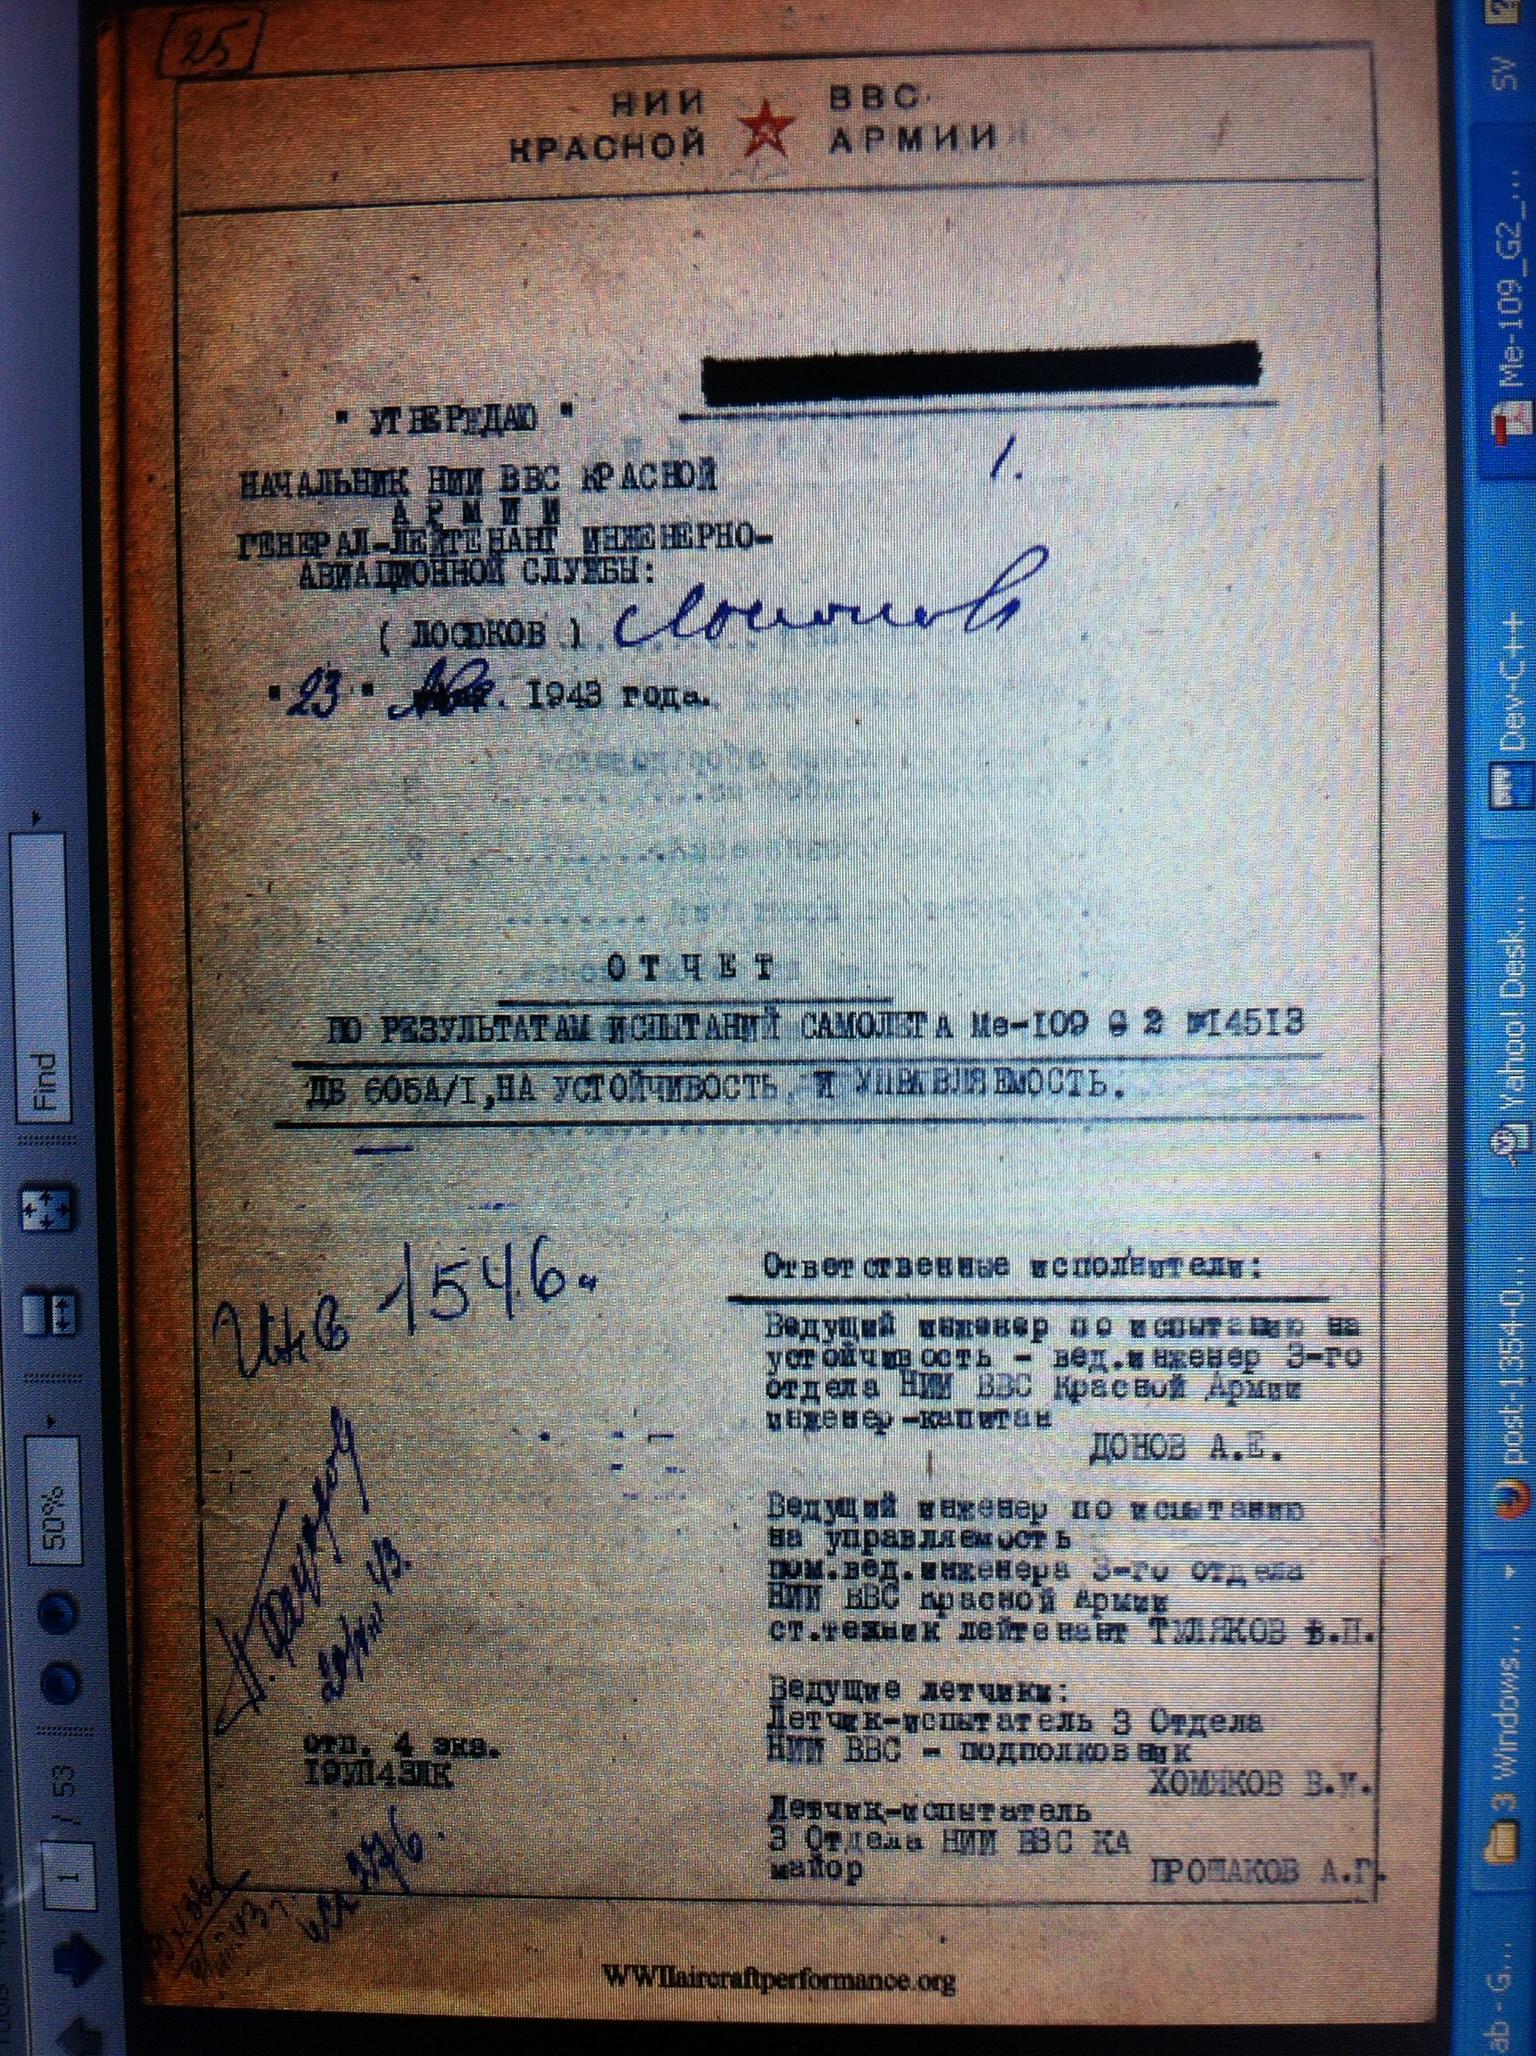 25
НИИ ВВС
КРАСНОЙ АРМИИ
" УТВЕРЖДАЮ "
1.
НАЧАЛЬНИК НИИ ВВС КРАСНОЙ
АРМИИ
ГЕНЕРАЛ-ЛЕЙТЕНАНТ ИНЖЕНЕРНО-
АВИАЦИОННОЙ СЛУЖБЫ:
( ЛОСЮКОВ )
"23" 1943 года.
ОТЧЕТ
ПО РЕЗУЛЬТАТАМ ИСПЫТАНИЙ САМОЛЕТА Ме-109 G 2 №14513
ДБ 605А/I, НА УСТОЙЧИВОСТЬ И УПРАВЛЯЕМОСТЬ.
Инв 1546.
Ответственные исполнители:
Ведущий инженер по испытанию на
устойчивость - вед.инженер 3-го
отдела НИИ ВВС Красной Армии
инженер-капитан
ДОНОВ А.Е.
Ведущий инженер по испытанию
на управляемость
пом.вед.инженера 3-го отдела
НИИ ВВС Красной Армии
ст.техник лейтенант ТУЛЯКОВ В.П.
Ведущие летчики:
Летчик-испытатель 3 Отдела
НИИ ВВС - подполковник
ХОМЯКОВ В.И.
Летчик-испытатель
3 Отдела НИИ ВВС КА
майор ПРОШАКОВ А.Г.
отп. 4 экз.
19УП43ЛК
WWIIaircraftperformance.org
1 / 53
50%
Find
ab - G...
3 Windows...
post-1354-0...
Yahoo! Desk...
Dev-C++
Me-109_G2_...
SV